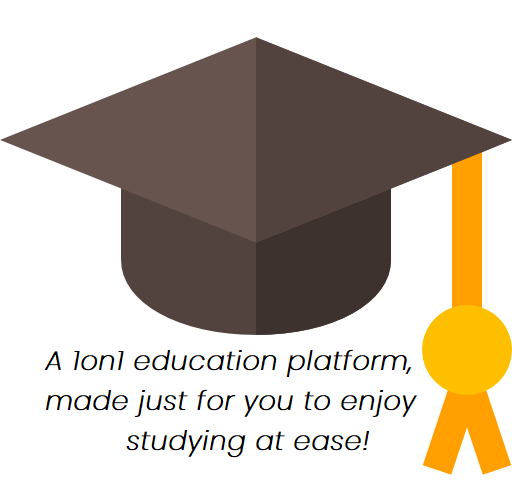 A 1on1 education platform,
made just for you to enjoy
studying at ease!